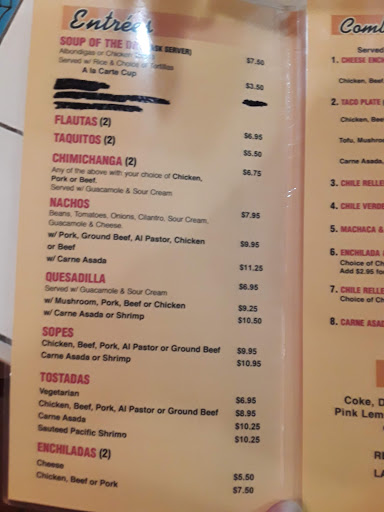 Entrées
SOUP OF THE DAY (ASK SERVER)
Albondigas or Chicken
Served w/ Rice & Choice of Tortillas $7.50
A la Carte Cup $3.50
FLAUTAS (2) $6.95
TAQUITOS (2) $5.50
CHIMICHANGA (2) $6.75
Any of the above with your choice of Chicken,
Pork or Beef.
Served w/ Guacamole & Sour Cream
NACHOS $7.95
Beans, Tomatoes, Onions, Cilantro, Sour Cream,
Guacamole & Cheese
w/ Pork, Ground Beef, Al Pastor, Chicken $9.95
or Beef
w/ Carne Asada $11.25
QUESADILLA $6.95
Served w/ Guacamole & Sour Cream
w/ Mushroom, Pork, Beef or Chicken $9.25
w/ Carne Asada or Shrimp $10.50
SOPES
Chicken, Beef, Pork, Al Pastor or Ground Beef $9.95
Carne Asada or Shrimp $10.95
TOSTADAS
Vegetarian $6.95
Chicken, Beef, Pork, Al Pastor or Ground Beef $8.95
Carne Asada $10.25
Sauteed Pacific Shrimp $10.25
ENCHILADAS (2)
Cheese $5.50
Chicken, Beef or Pork $7.50
Comb
Served
1. CHEESE ENCH
Chicken, Beef
2. TACO PLATE
Chicken, Bee
Tofu, Mushroo
Carne Asada
3. CHILE RELLE
4. CHILE VERDE
5. MACHACA &
6. ENCHILADA
Choice of Ch
Add $2.95 fo
7. CHILE RELLE
Choice of Ch
8. CARNE ASAD
Coke, D
Pink Lem
RE
LA